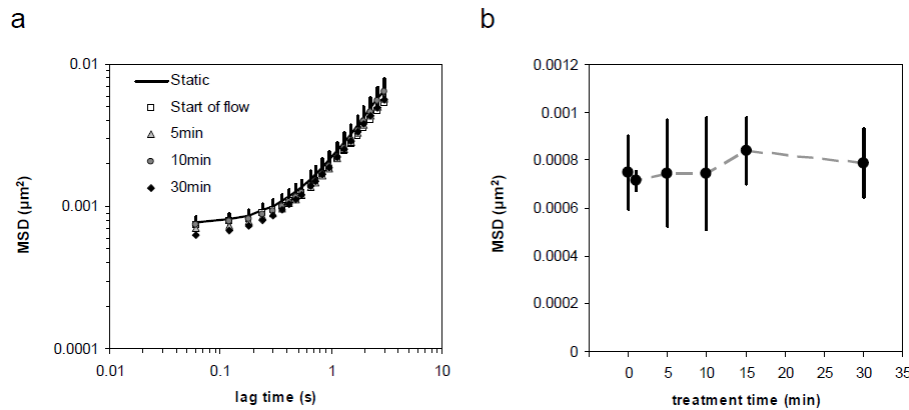 a
0.01
0.001
0.0001
MSD (µm²)
Static
Start of flow
5min
10min
30min
0.01 0.1 1 10
lag time (s)
b
0.0012
0.001
0.0008
0.0006
0.0004
0.0002
0
MSD (µm²)
0 5 10 15 20 25 30 35
treatment time (min)